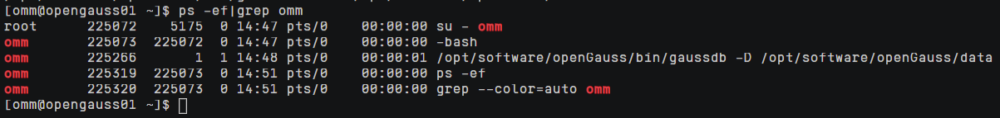 [omm@opengauss01 ~]$ ps -ef|grep omm
root      225072    5175  0 14:47 pts/0    00:00:00 su - omm
omm       225073  225072  0 14:47 pts/0    00:00:00 -bash
omm       225266       1  1 14:48 pts/0    00:00:01 /opt/software/openGauss/bin/gaussdb -D /opt/software/openGauss/data
omm       225319  225073  0 14:51 pts/0    00:00:00 ps -ef
omm       225320  225073  0 14:51 pts/0    00:00:00 grep --color=auto omm
[omm@opengauss01 ~]$